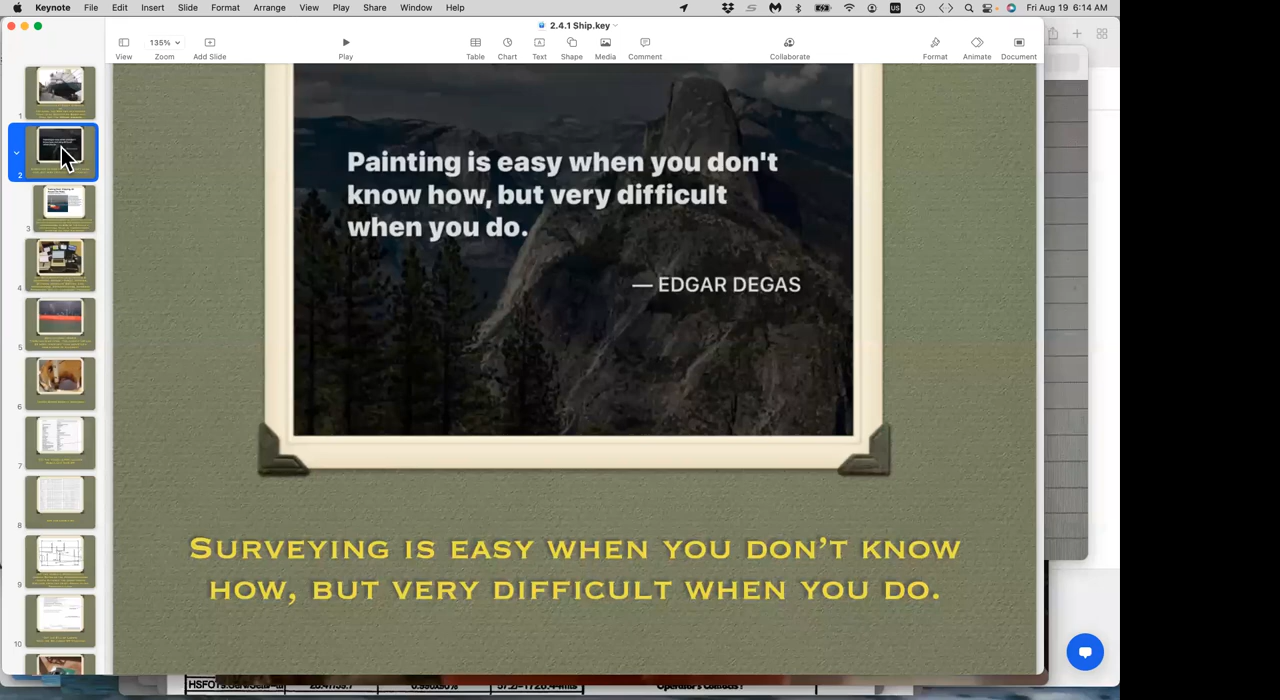 Keynote File Edit Insert Slide Format Arrange View Play Share Window Help Fri Aug 19 6:14 AM
2.4.1 Ship.key
135%
View Zoom Add Slide Play Table Chart Text Shape Media Comment Collaborate Format Animate Document
Painting is easy when you don't
know how, but very difficult
when you do.
— EDGAR DEGAS
Surveying is easy when you don’t know
how, but very difficult when you do.
1
2
3
4
5
6
7
8
9
10